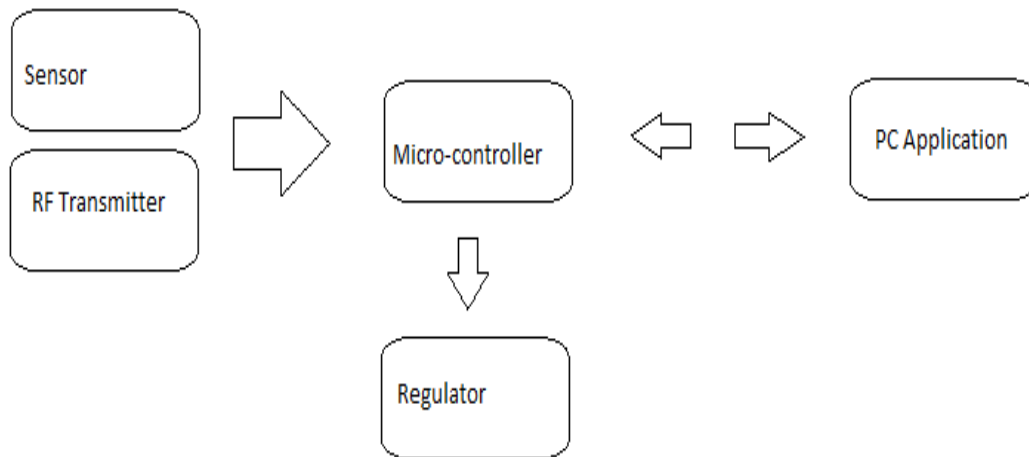 Sensor
RF Transmitter
Micro-controller
PC Application
Regulator